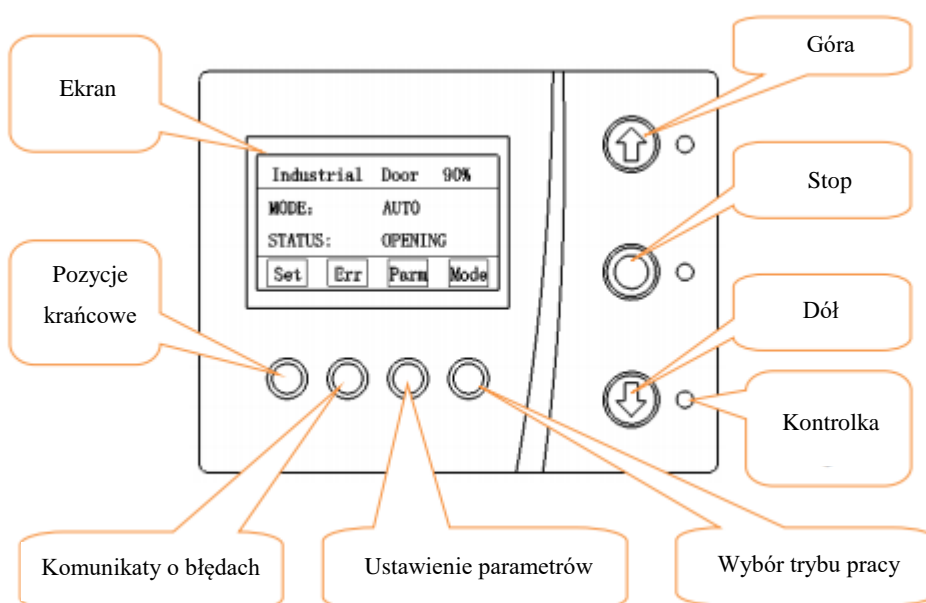 Góra
Ekran
Stop
Industrial Door 90%
MODE: AUTO
STATUS: OPENING
Set Err Parm Mode
Pozycje
krańcowe
Dół
Kontrolka
Komunikaty o błędach
Ustawienie parametrów
Wybór trybu pracy